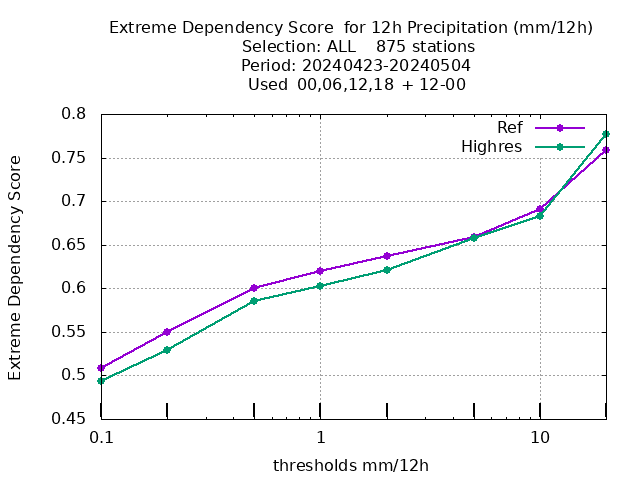 Extreme Dependency Score  for 12h Precipitation (mm/12h)
Selection: ALL    875 stations
Period: 20240423-20240504
Used  00,06,12,18  + 12-00
Ref
Highres
Extreme Dependency Score
0.8
0.75
0.7
0.65
0.6
0.55
0.5
0.45
0.1 1 10
thresholds mm/12h